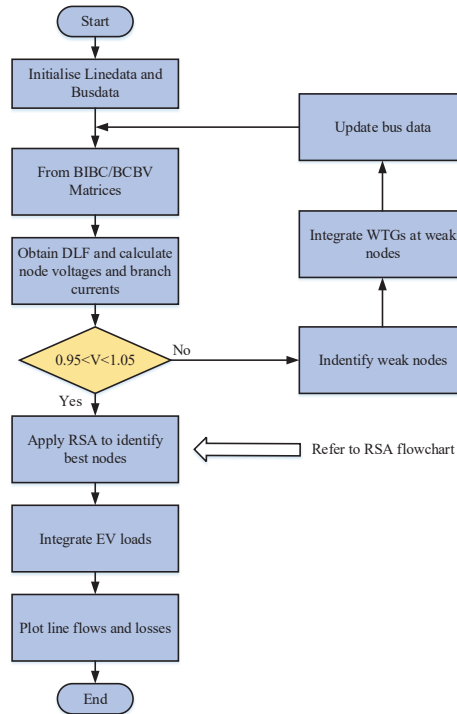 Start
Initialise Linedata and
Busdata
Update bus data
From BIBC/BCBV
Matrices
Integrate WTGs at weak
nodes
Obtain DLF and calculate
node voltages and branch
currents
0.95<V<1.05
No
Indentify weak nodes
Yes
Apply RSA to identify
best nodes
Refer to RSA flowchart
Integrate EV loads
Plot line flows and losses
End